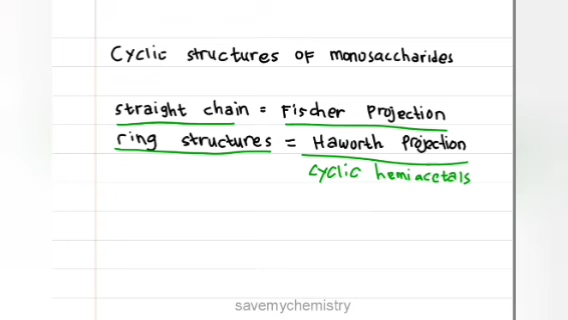 Cyclic structures of monosaccharides
straight chain = Fischer Projection
ring structures = Haworth Projection
cyclic hemiacetals
savemychemistry